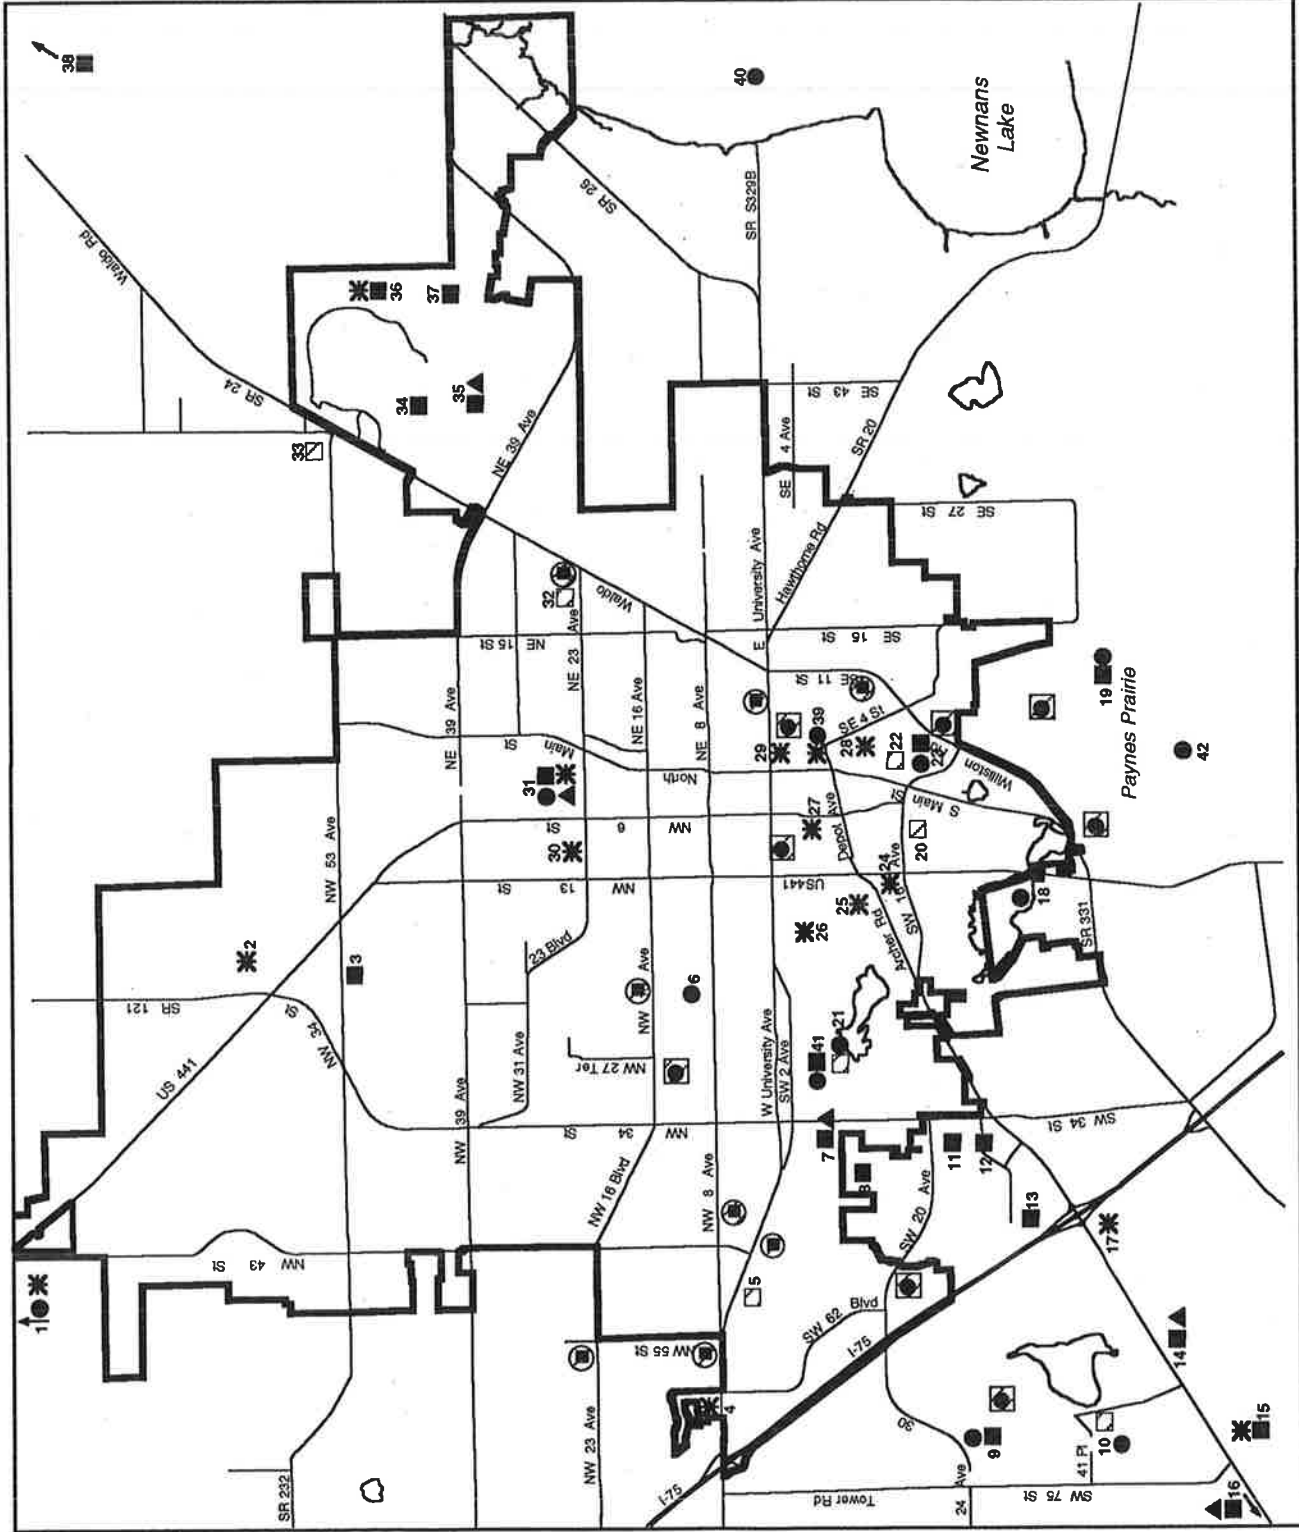 38
40
Newnans
Lake
SR 26
SR S329B
Waldo Rd
SR 24
36
37
34
35
33
NE 39 Ave
SE 43 St
SE 4 Ave
SR 20
SE 27 St
Hawthorne Rd
E University Ave
32
Waldo
NE 15 St
NE 23 Ave
NE 16 Ave
NE 8 Ave
NE 39 Ave
SE 15 St
SE 11 St
SE 4 St
19
Paynes Prairie
42
39
29
28
22
Williston
Rd
North Main St
S Main St
31
30
NW 53 Ave
NW 6 St
NW 13 St
27
Depot Ave
20
24
US441
SW 16 Ave
Archer Rd
25
26
18
SR 331
2
3
23 Blvd
NW Ave
6
SR 121
NW 34 St
US 441
NW 31 Ave
NW 27 Ter
W University Ave
SW 2 Ave
41
21
NW 39 Ave
NW 34 St
NW 16 Blvd
NW 8 Ave
7
8
11
12
13
SW 34 St
SW 20 Ave
17
NW 43 St
1
5
SW 62 Blvd
I-75
14
NW 55 St
4
NW 23 Ave
30
9
10
15
SR 232
I-75
Tower Rd
24 Ave
41 Pl
SW 75 St
16